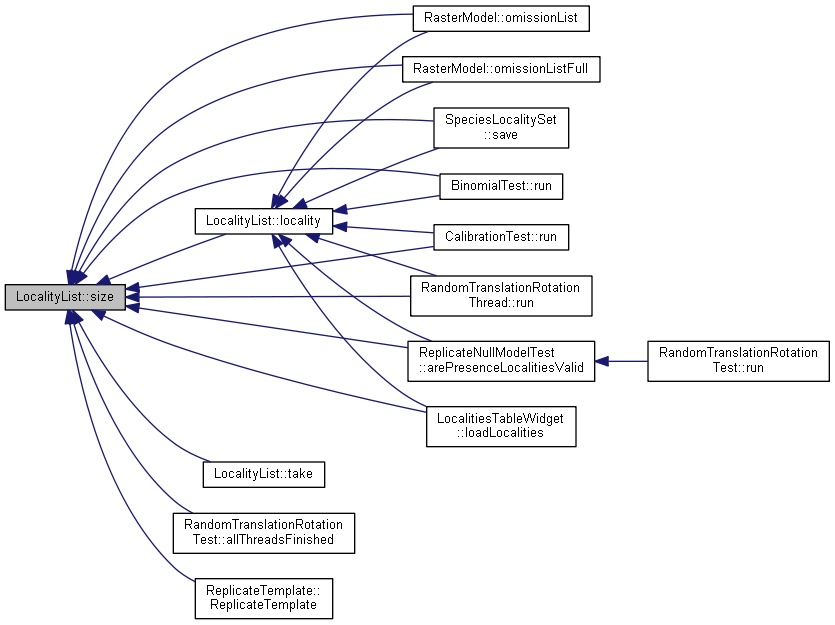 RasterModel::omissionList
RasterModel::omissionListFull
SpeciesLocalitySet
::save
BinomialTest::run
LocalityList::locality
CalibrationTest::run
LocalityList::size
RandomTranslationRotation
Thread::run
ReplicateNullModelTest
::arePresenceLocalitiesValid
RandomTranslationRotation
Test::run
LocalitiesTableWidget
::loadLocalities
LocalityList::take
RandomTranslationRotation
Test::allThreadsFinished
ReplicateTemplate::
ReplicateTemplate